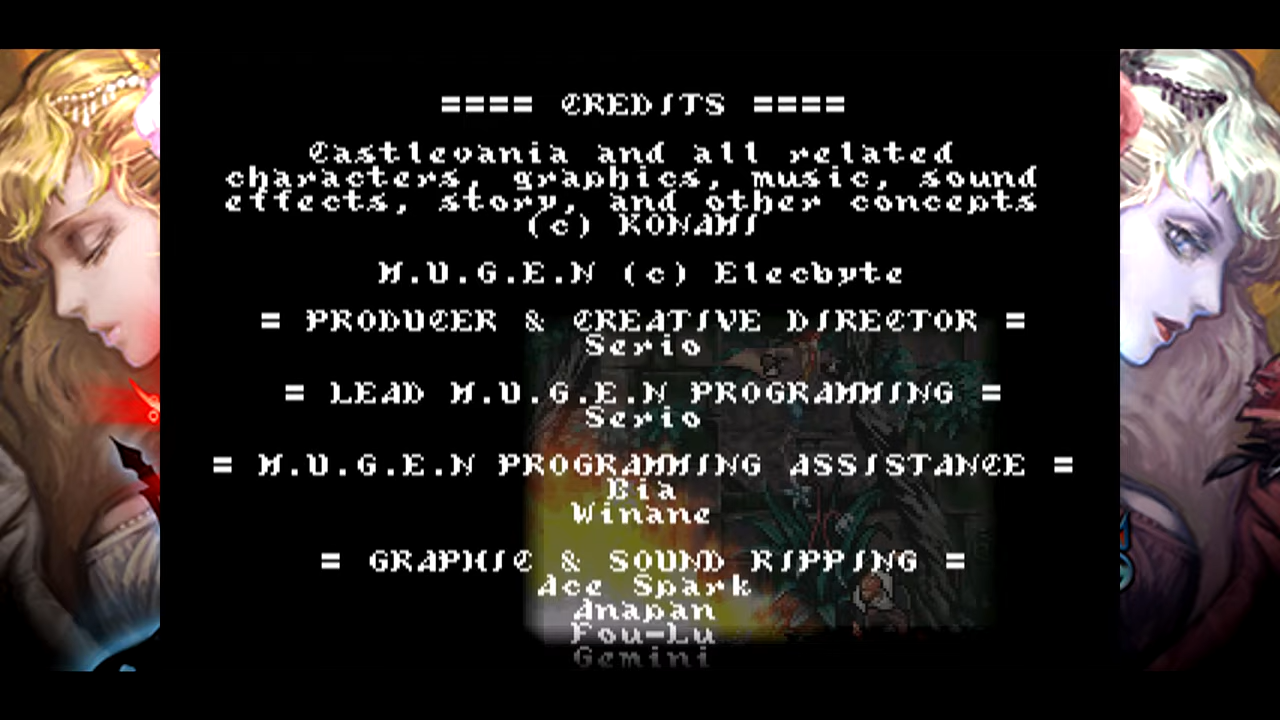 ==== CREDITS ====
Castlevania and all related
characters, graphics, music, sound
effects, story, and other concepts
(c) KONAMI
M.U.G.E.N (c) Elecbyte
= PRODUCER & CREATIVE DIRECTOR =
Serio
= LEAD M.U.G.E.N PROGRAMMING =
Serio
= M.U.G.E.N PROGRAMMING ASSISTANCE =
Bia
Winane
= GRAPHIC & SOUND RIPPING =
Ace Spark
Anapan
Fou-Lu
Gemini